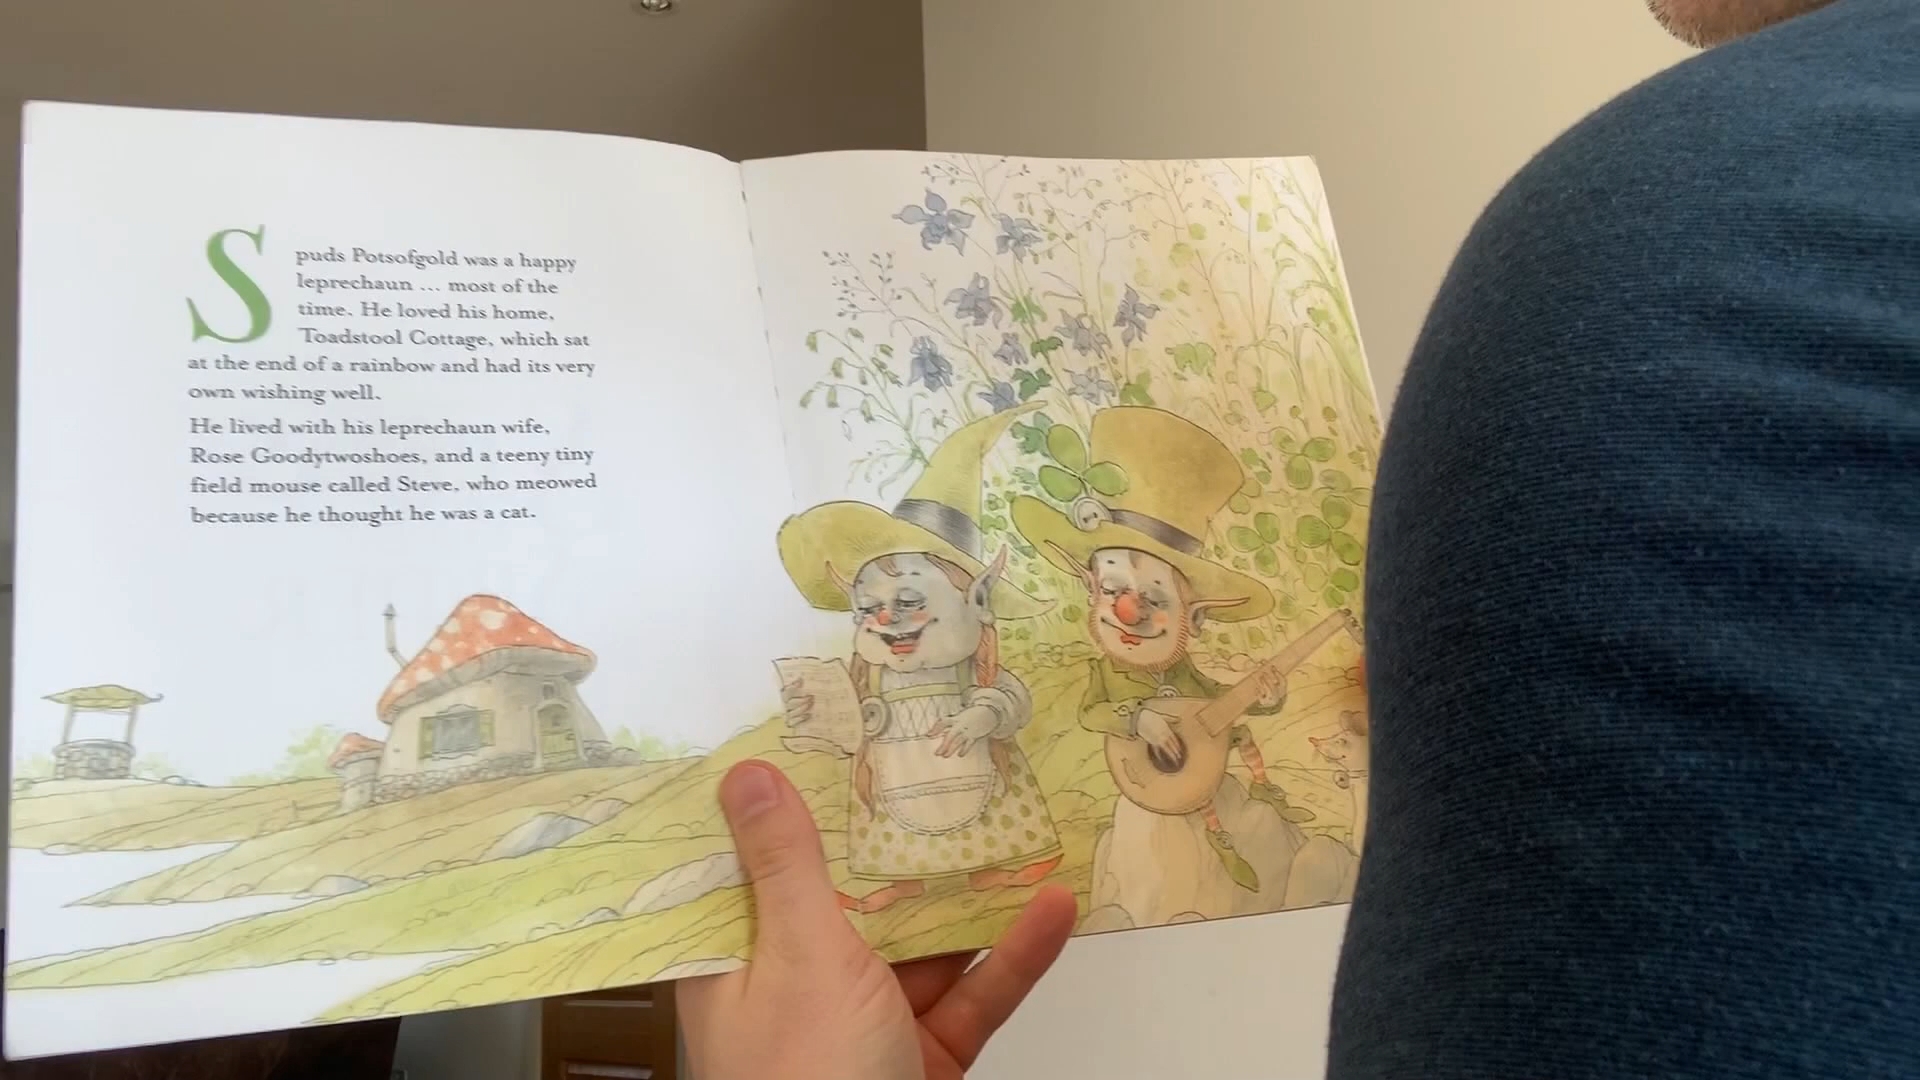 Spuds Potsofgold was a happy
leprechaun ... most of the
time. He loved his home,
Toadstool Cottage, which sat
at the end of a rainbow and had its very
own wishing well.
He lived with his leprechaun wife,
Rose Goodytwoshoes, and a teeny tiny
field mouse called Steve, who meowed
because he thought he was a cat.